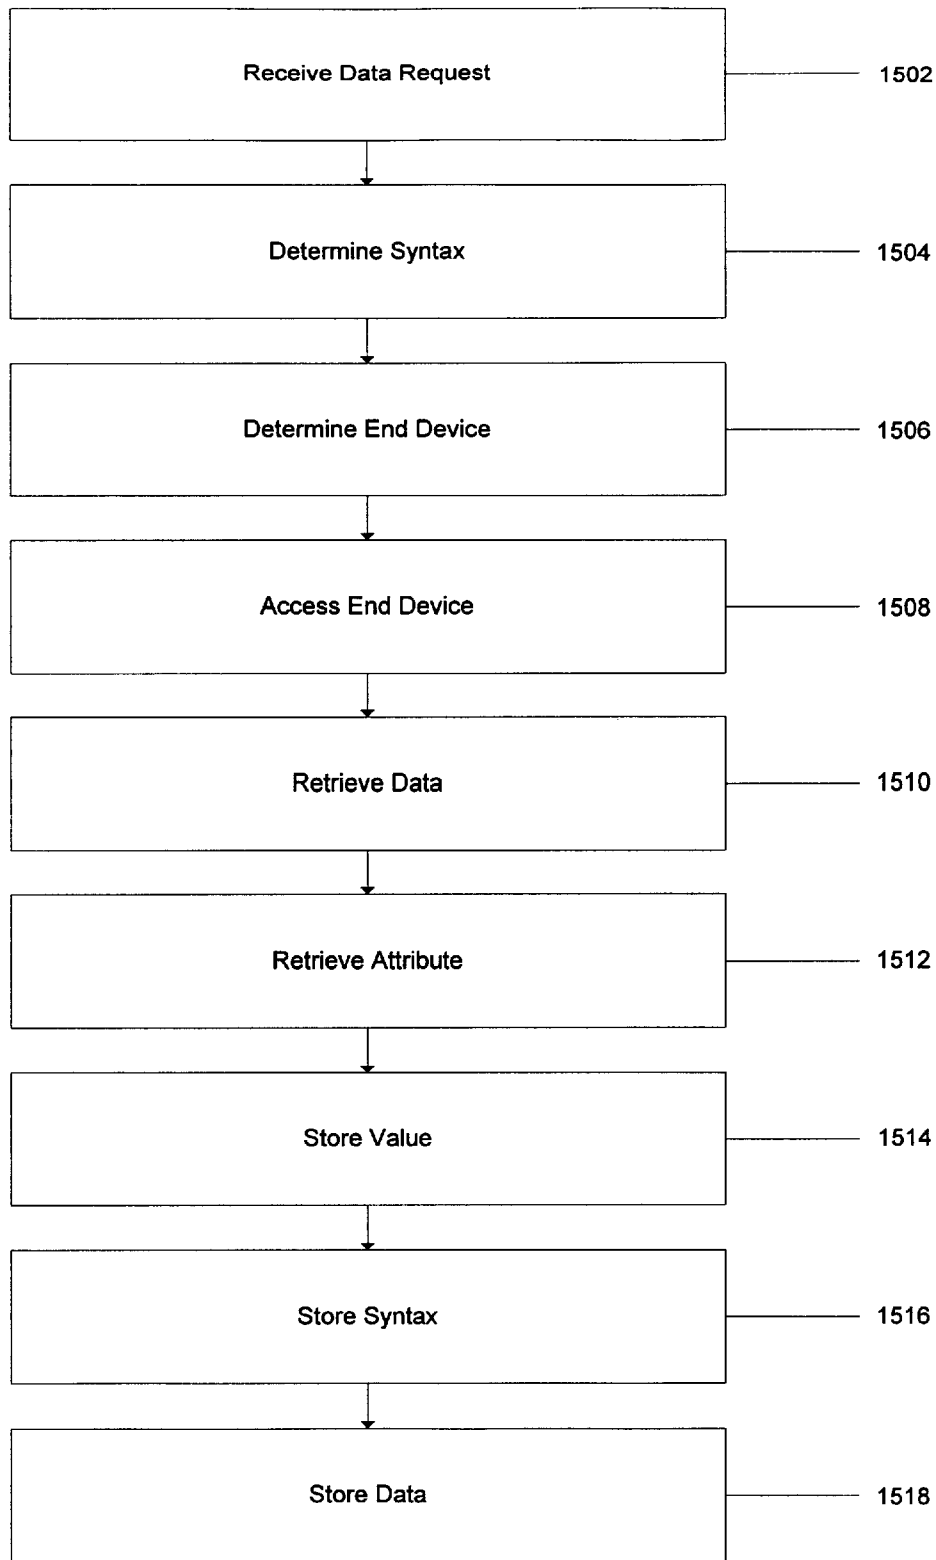 Receive Data Request
1502
Determine Syntax
1504
Determine End Device
1506
Access End Device
1508
Retrieve Data
1510
Retrieve Attribute
1512
Store Value
1514
Store Syntax
1516
Store Data
1518